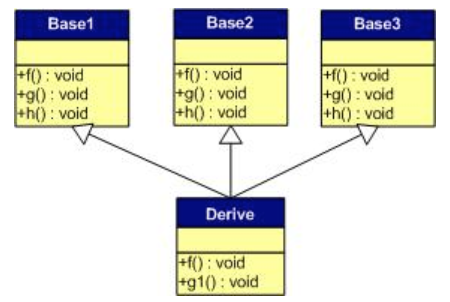 Base1
+f() : void
+g() : void
+h() : void
Base2
+f() : void
+g() : void
+h() : void
Base3
+f() : void
+g() : void
+h() : void
Derive
+f() : void
+g1() : void